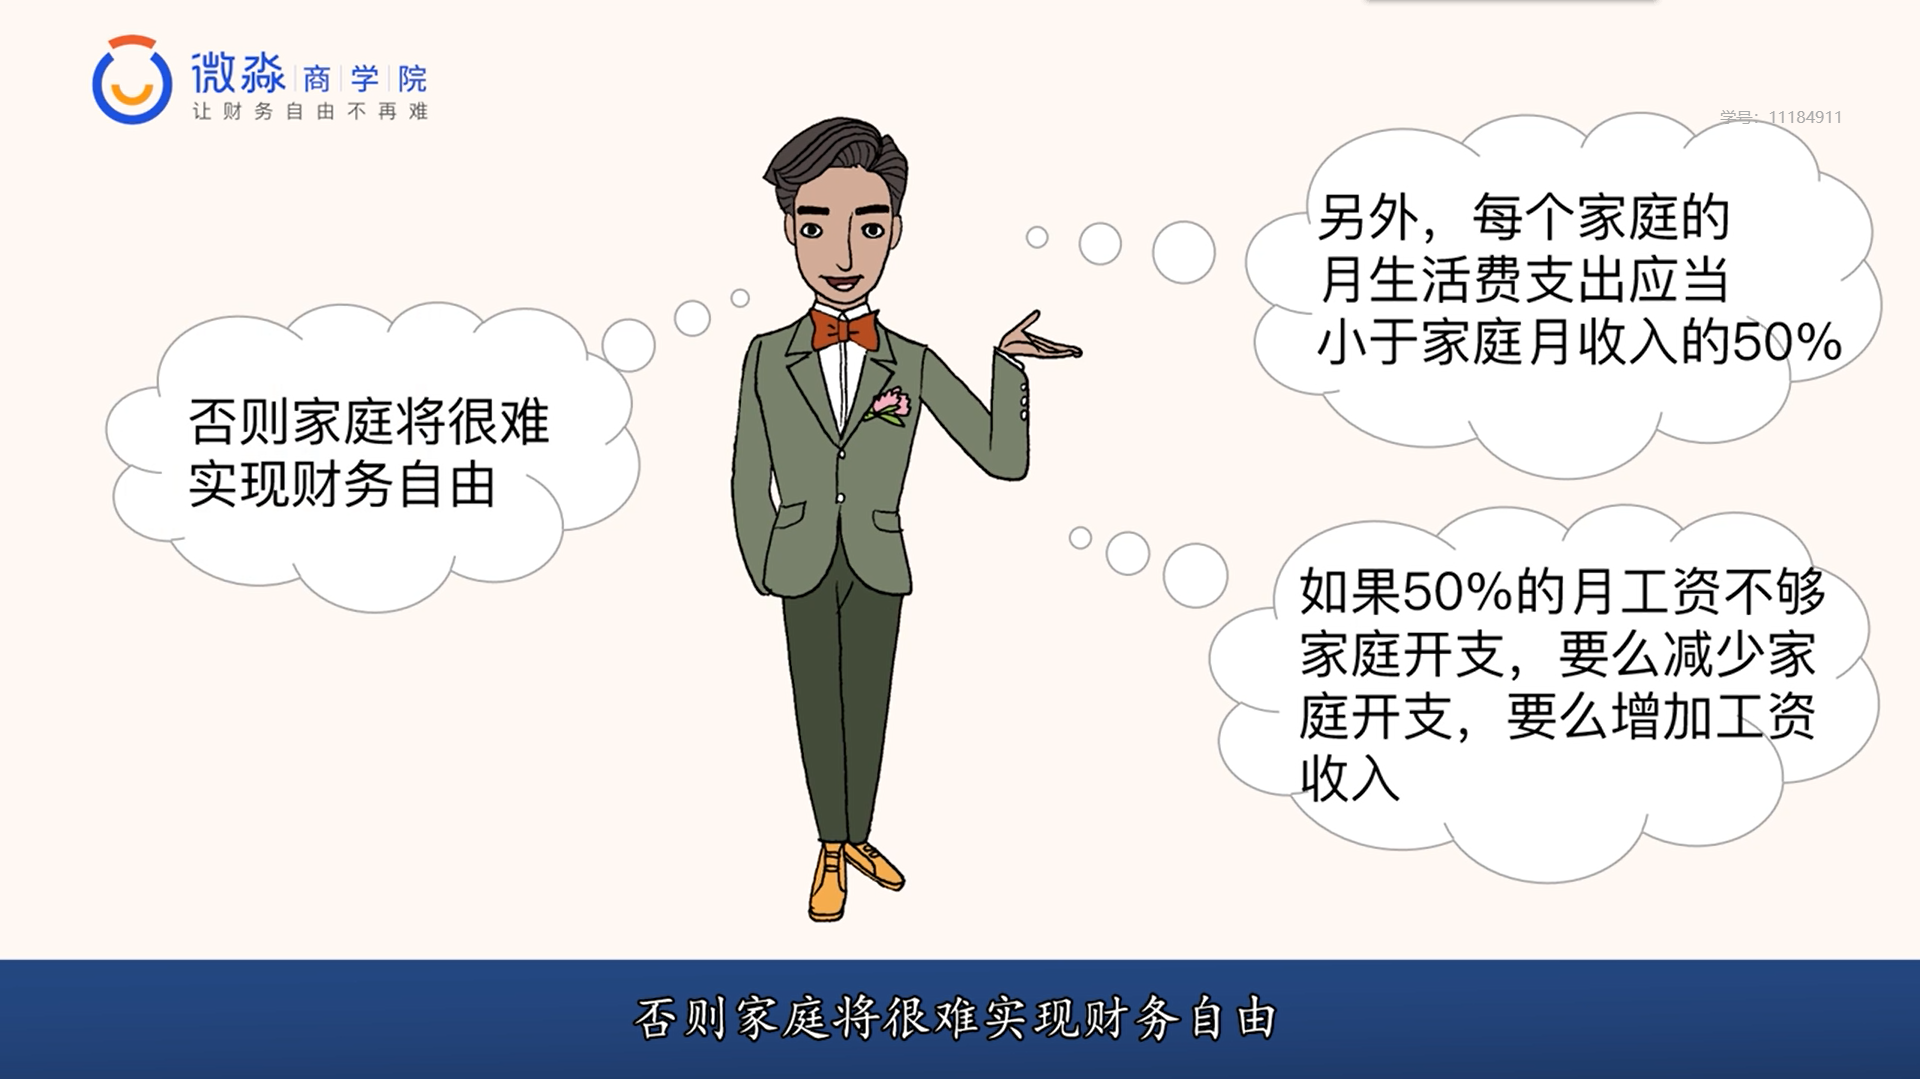 微淼商学院
让财务自由不再难
学号：11184911
另外，每个家庭的
月生活费支出应当
小于家庭月收入的50%
否则家庭将很难
实现财务自由
如果50%的月工资不够
家庭开支，要么减少家
庭开支，要么增加工资
收入
否则家庭将很难实现财务自由